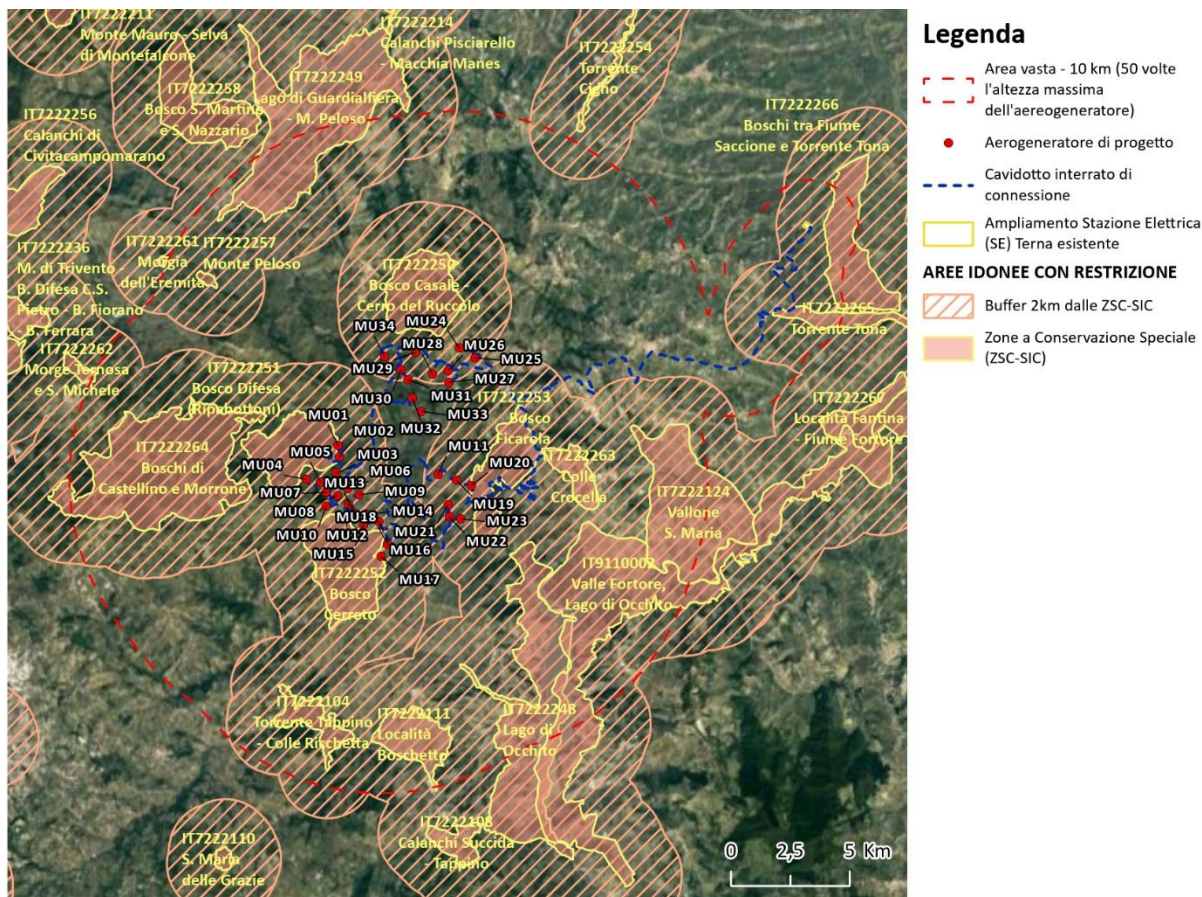 IT7222211
Monte Mauro - Selva
di Montefalcone
IT7222214
Calanchi Pisciarello
- Macchia Manes
IT7222254
Torrente
Cigno
IT7222249
Lago di Guardialfiera
- M. Peloso
IT7222258
Bosco S. Martino
e S. Nazzario
IT7222266
Boschi tra Fiume
Saccione e Torrente Tona
IT7222256
Calanchi di
Civitacampomarano
IT7222236
M. di Trivento -
B. Difesa C.S.
Pietro - B. Fiorano
- B. Ferrara
IT7222261
Morgia
dell'Eremita
IT7222257
Monte Peloso
IT7222250
Bosco Casale -
Cerro del Ruccolo
IT7222265
Torrente Tona
IT7222262
Morge Ternosa
e S. Michele
IT7222251
Bosco Difesa
(Ripabottoni)
MU34
MU24
MU28
MU26
MU25
MU29
MU27
MU30
MU31
MU33
MU32
IT7222253
Bosco
Ficarola
IT7222267
Località Fantina
- Fiume Fortore
MU01
MU02
MU05
MU03
MU04
MU06
MU11
MU20
MU13
MU07
MU09
MU08
MU19
MU14
MU18
MU10
MU12
MU21
MU23
MU22
MU15
MU16
MU17
IT7222264
Boschi di
Castellino e Morrone
IT7222263
Colle
Crocella
IT7222124
Vallone
S. Maria
IT7222252
Bosco
Cerreto
IT9110002
Valle Fortore,
Lago di Occhito
IT7222104
Torrente Tappino
- Colle Ricchetta
IT7222111
Località
Boschetto
IT7222248
Lago di
Occhito
IT7222108
Calanchi Succida
- Tappino
IT7222110
S. Maria
delle Grazie
0 2,5 5 Km
Legenda
Area vasta - 10 km (50 volte
l'altezza massima
dell'aereogeneratore)
Aerogeneratore di progetto
Cavidotto interrato di
connessione
Ampliamento Stazione Elettrica
(SE) Terna esistente
AREE IDONEE CON RESTRIZIONE
Buffer 2km dalle ZSC-SIC
Zone a Conservazione Speciale
(ZSC-SIC)